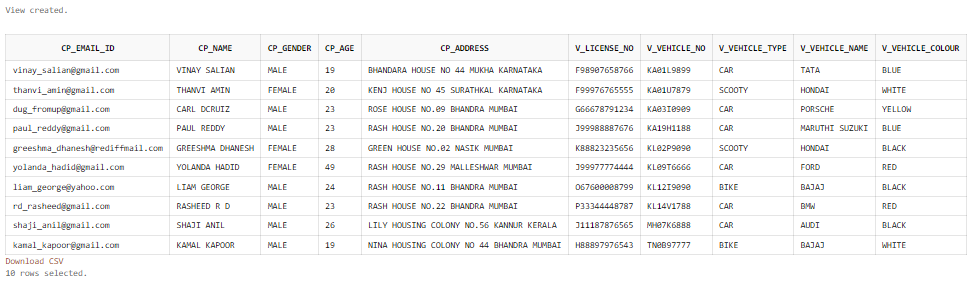 View created.
CP_EMAIL_ID CP_NAME CP_GENDER CP_AGE CP_ADDRESS V_LICENSE_NO V_VEHICLE_NO V_VEHICLE_TYPE V_VEHICLE_NAME V_VEHICLE_COLOUR
vinay_salian@gmail.com VINAY SALIAN MALE 19 BHANDARA HOUSE NO 44 MUKHA KARNATAKA F98907658766 KA01L9899 CAR TATA BLUE
thanvi_amin@gmail.com THANVI AMIN FEMALE 20 KENJ HOUSE NO 45 SURATHKAL KARNATAKA F99976765555 KA01U7879 SCOOTY HONDAI WHITE
dug_fromup@gmail.com CARL DCRUIZ MALE 23 ROSE HOUSE NO.09 BHANDRA MUMBAI G66678791234 KA03I0909 CAR PORSCHE YELLOW
paul_reddy@gmail.com PAUL REDDY MALE 23 RASH HOUSE NO.20 BHANDRA MUMBAI J99988887676 KA19H1188 CAR MARUTHI SUZUKI BLUE
greeshma_dhanesh@rediffmail.com GREESHMA DHANESH FEMALE 28 GREEN HOUSE NO.02 NASIK MUMBAI K88823235656 KL02P9090 SCOOTY HONDAI BLACK
yolanda_hadid@gmail.com YOLANDA HADID FEMALE 49 RASH HOUSE NO.29 MALLESHWAR MUMBAI J99977774444 KL09T6666 CAR FORD RED
liam_george@yahoo.com LIAM GEORGE MALE 24 RASH HOUSE NO.11 BHANDRA MUMBAI O67600008799 KL12I9090 BIKE BAJAJ BLACK
rd_rasheed@gmail.com RASHEED R D MALE 23 RASH HOUSE NO.22 BHANDRA MUMBAI P33344448787 KL14V1788 CAR BMW RED
shaji_anil@gmail.com SHAJI ANIL MALE 26 LILY HOUSING COLONY NO.56 KANNUR KERALA J11187876565 MH07K6888 CAR AUDI BLACK
kamal_kapoor@gmail.com KAMAL KAPOOR MALE 19 NINA HOUSING COLONY NO 44 BHANDRA MUMBAI H88897976543 TN0B97777 BIKE BAJAJ WHITE
Download CSV
10 rows selected.